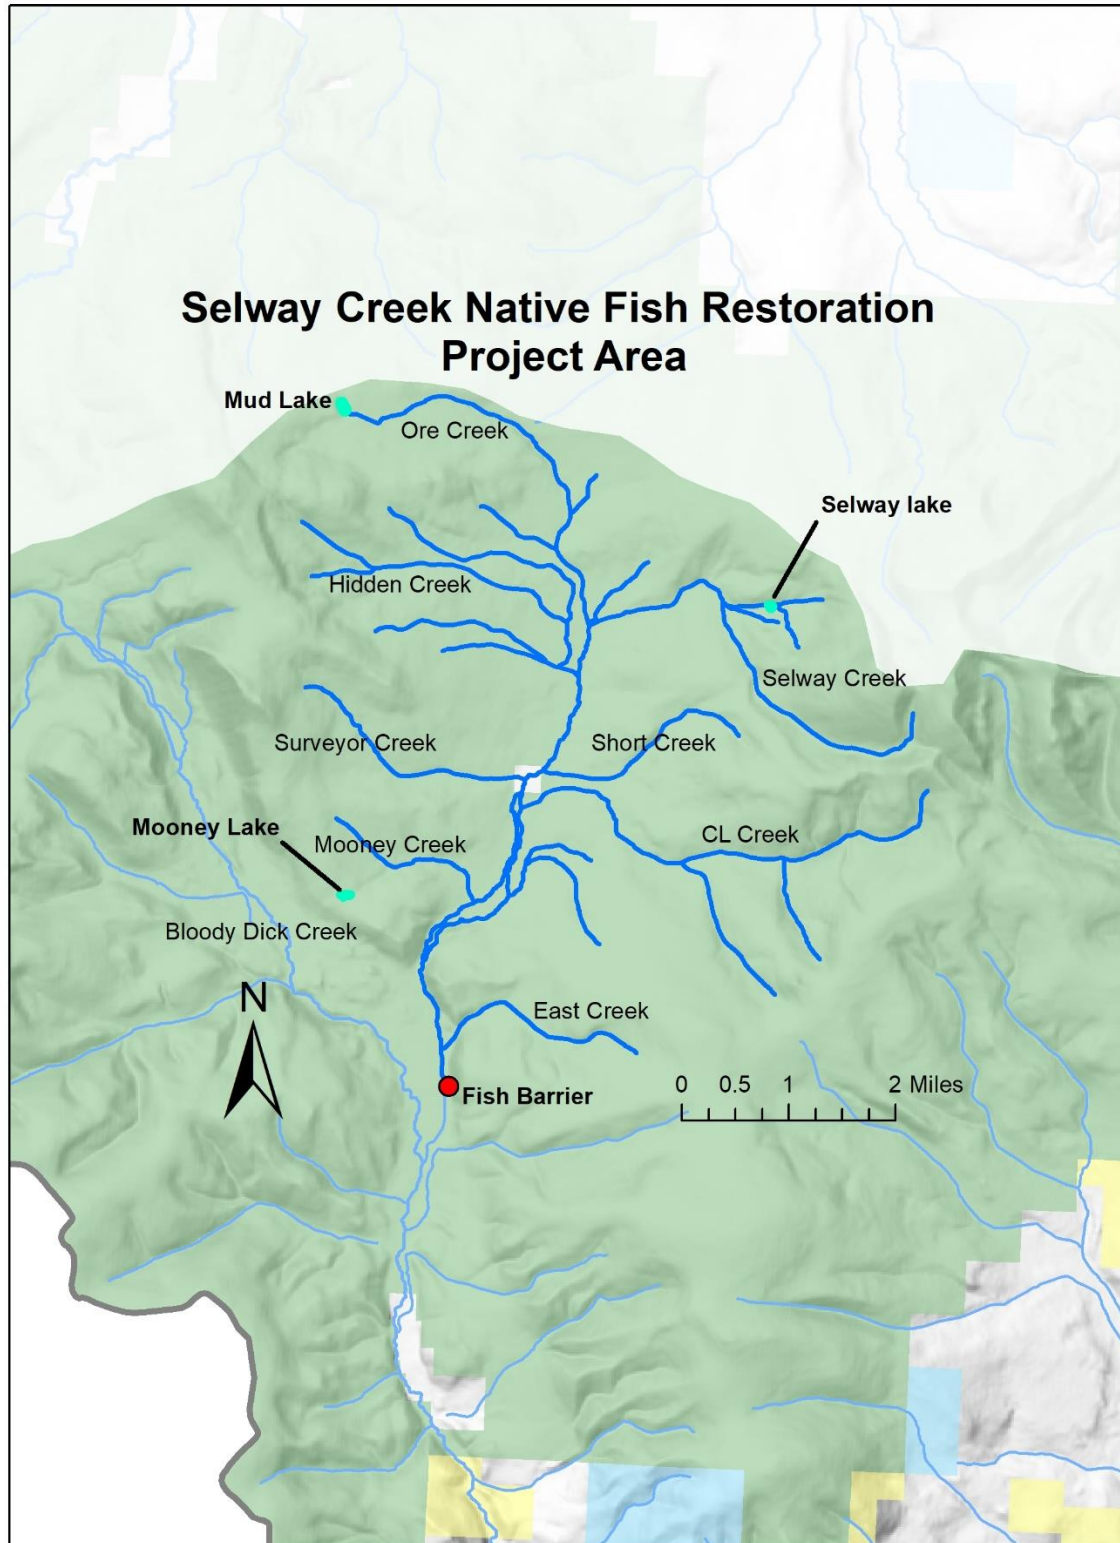 Selway Creek Native Fish Restoration
Project Area
Mud Lake
Ore Creek
Selway lake
Hidden Creek
Selway Creek
Surveyor Creek
Short Creek
Mooney Lake
Mooney Creek
CL Creek
Bloody Dick Creek
N
East Creek
Fish Barrier
0 0.5 1 2 Miles